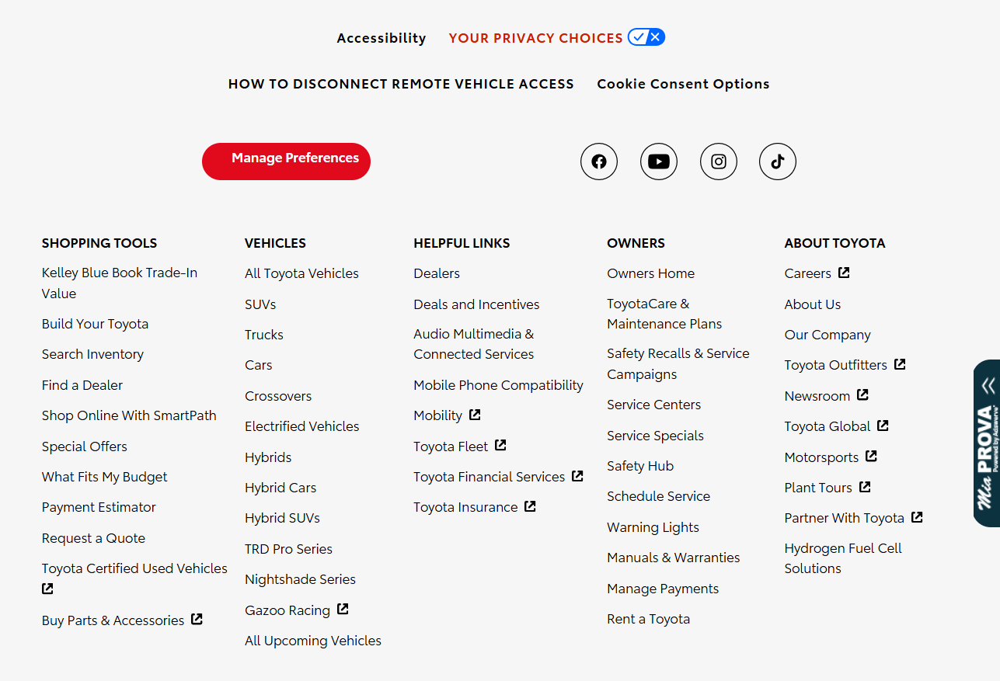 Accessibility
YOUR PRIVACY CHOICES
HOW TO DISCONNECT REMOTE VEHICLE ACCESS
Cookie Consent Options
Manage Preferences
SHOPPING TOOLS
Kelley Blue Book Trade-In
Value
Build Your Toyota
Search Inventory
Find a Dealer
Shop Online With SmartPath
Special Offers
What Fits My Budget
Payment Estimator
Request a Quote
Toyota Certified Used Vehicles
Buy Parts & Accessories
VEHICLES
All Toyota Vehicles
SUVs
Trucks
Cars
Crossovers
Electrified Vehicles
Hybrids
Hybrid Cars
Hybrid SUVs
TRD Pro Series
Nightshade Series
Gazoo Racing
All Upcoming Vehicles
HELPFUL LINKS
Dealers
Deals and Incentives
Audio Multimedia &
Connected Services
Mobile Phone Compatibility
Mobility
Toyota Fleet
Toyota Financial Services
Toyota Insurance
OWNERS
Owners Home
ToyotaCare &
Maintenance Plans
Safety Recalls & Service
Campaigns
Service Centers
Service Specials
Safety Hub
Schedule Service
Warning Lights
Manuals & Warranties
Manage Payments
Rent a Toyota
ABOUT TOYOTA
Careers
About Us
Our Company
Toyota Outfitters
Newsroom
Toyota Global
Motorsports
Plant Tours
Partner With Toyota
Hydrogen Fuel Cell
Solutions
Mia PROVA
Powered by Adaserve